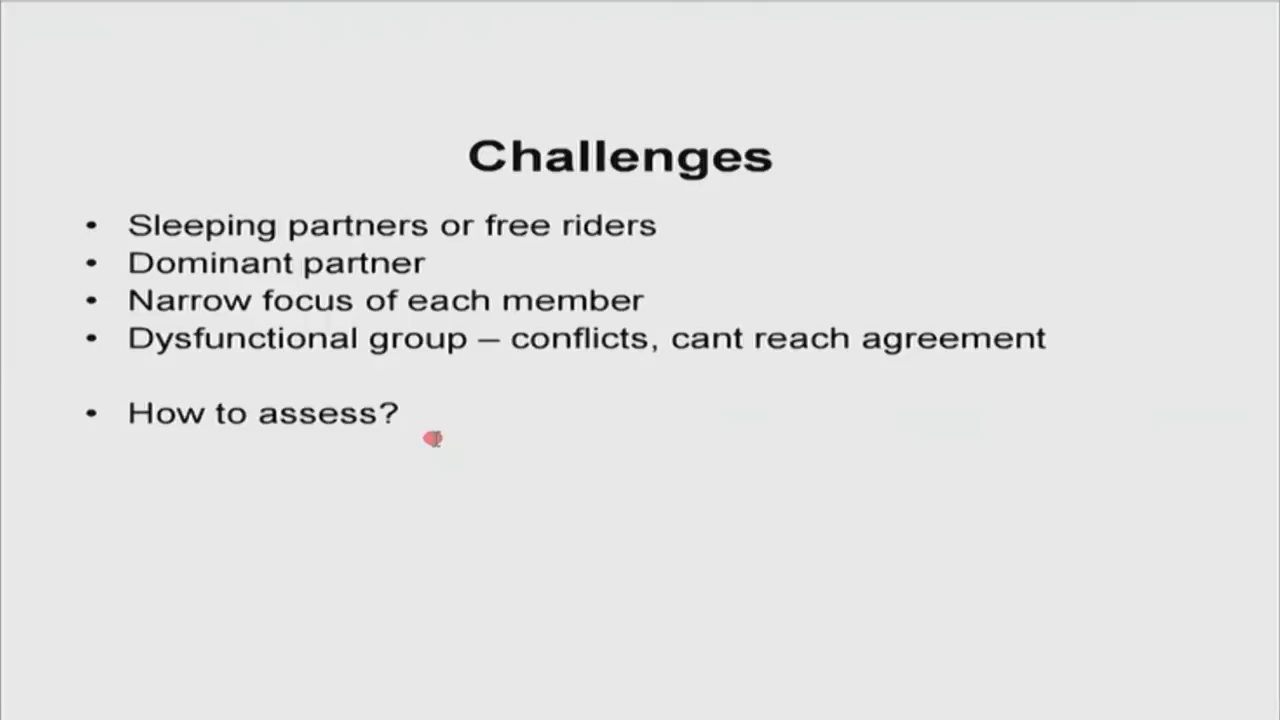 Challenges
• Sleeping partners or free riders
• Dominant partner
• Narrow focus of each member
• Dysfunctional group – conflicts, cant reach agreement
• How to assess?